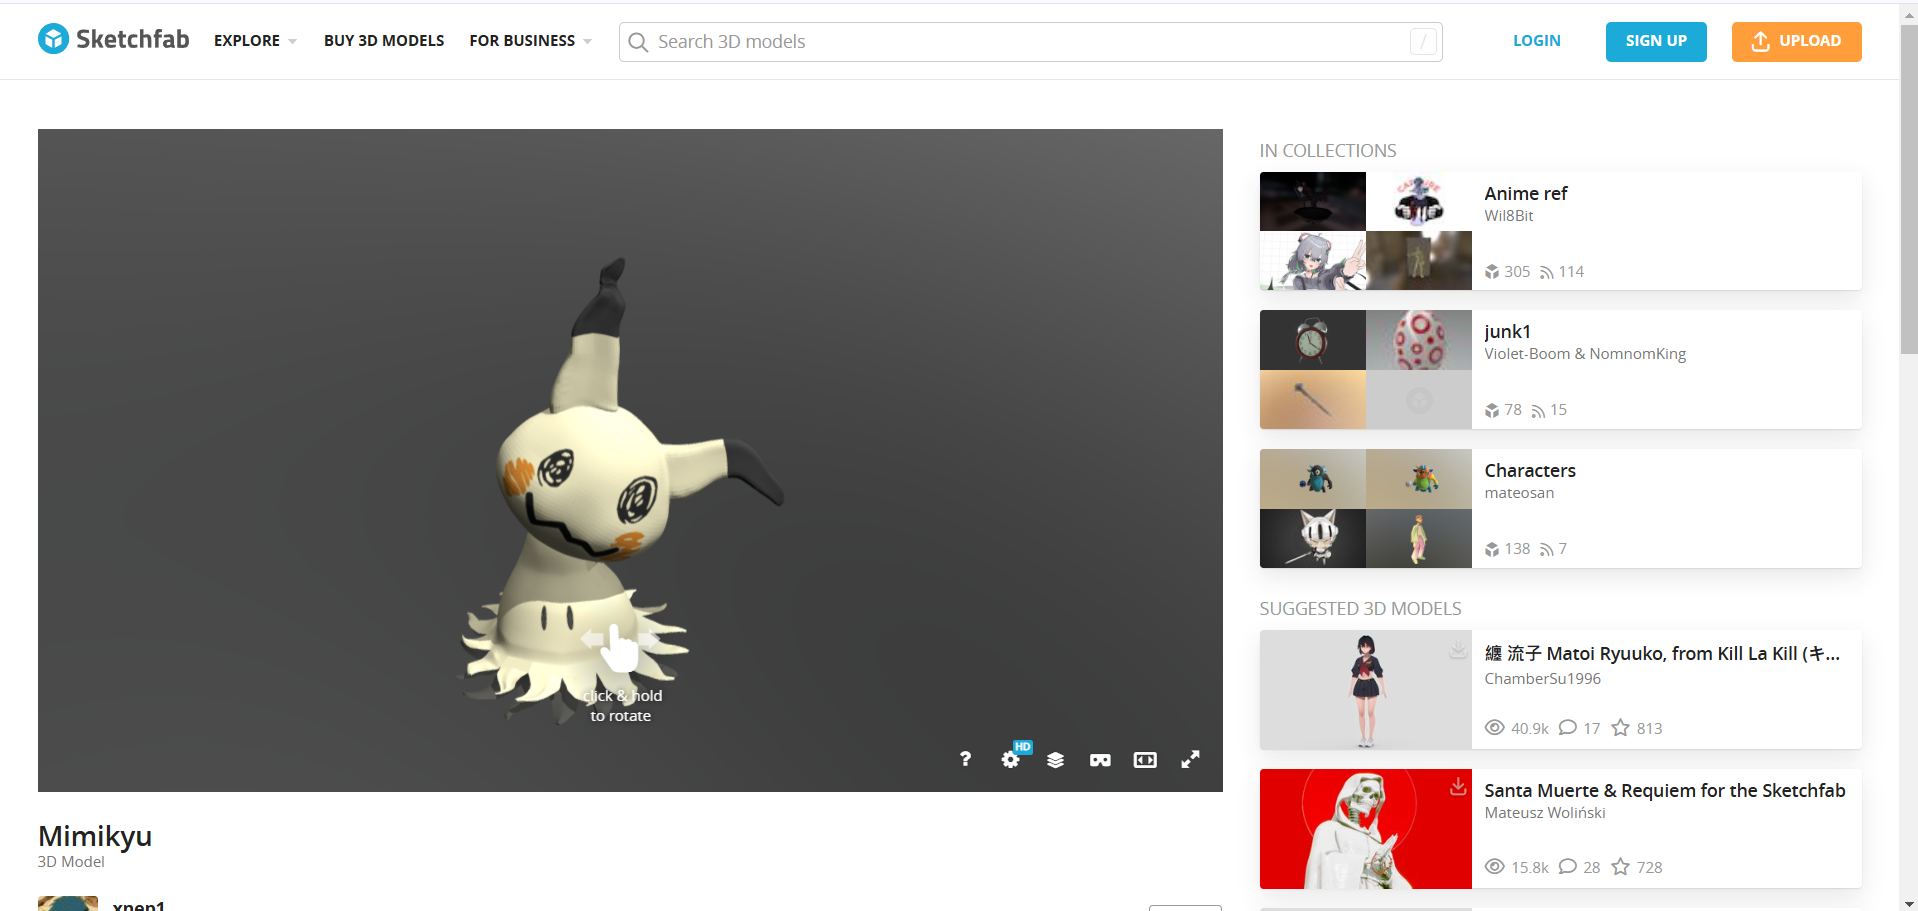 Sketchfab
EXPLORE
BUY 3D MODELS
FOR BUSINESS
Search 3D models
/
LOGIN
SIGN UP
UPLOAD
click & hold
to rotate
?
HD
Mimikyu
3D Model
xnep1
IN COLLECTIONS
Anime ref
Wil8Bit
305 114
junk1
Violet-Boom & NomnomKing
78 15
Characters
mateosan
138 7
SUGGESTED 3D MODELS
纏 流子 Matoi Ryuuko, from Kill La Kill (キ...
ChamberSu1996
40.9k 17 813
Santa Muerte & Requiem for the Sketchfab
Mateusz Woliński
15.8k 28 728